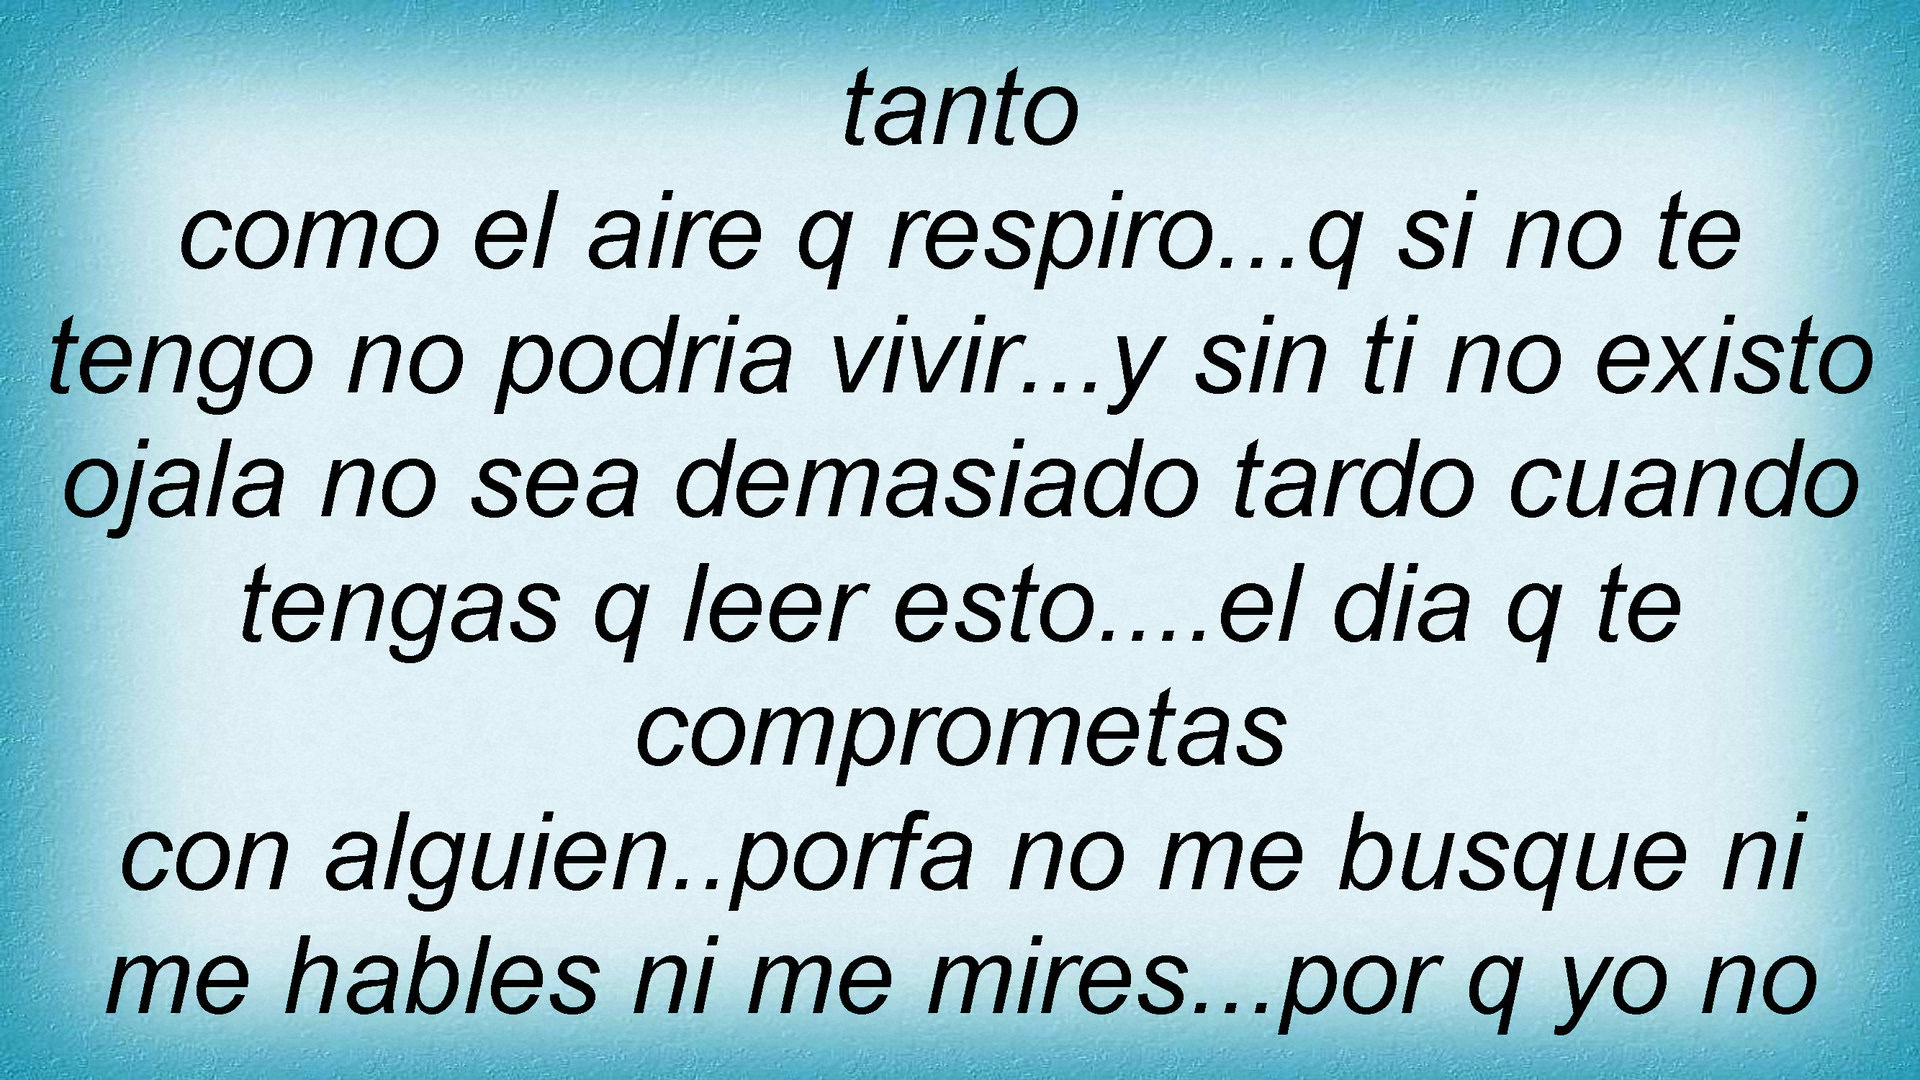 tanto
como el aire q respiro...q si no te
tengo no podria vivir...y sin ti no existo
ojala no sea demasiado tardo cuando
tengas q leer esto....el dia q te
comprometas
con alguien..porfa no me busque ni
me hables ni me mires...por q yo no